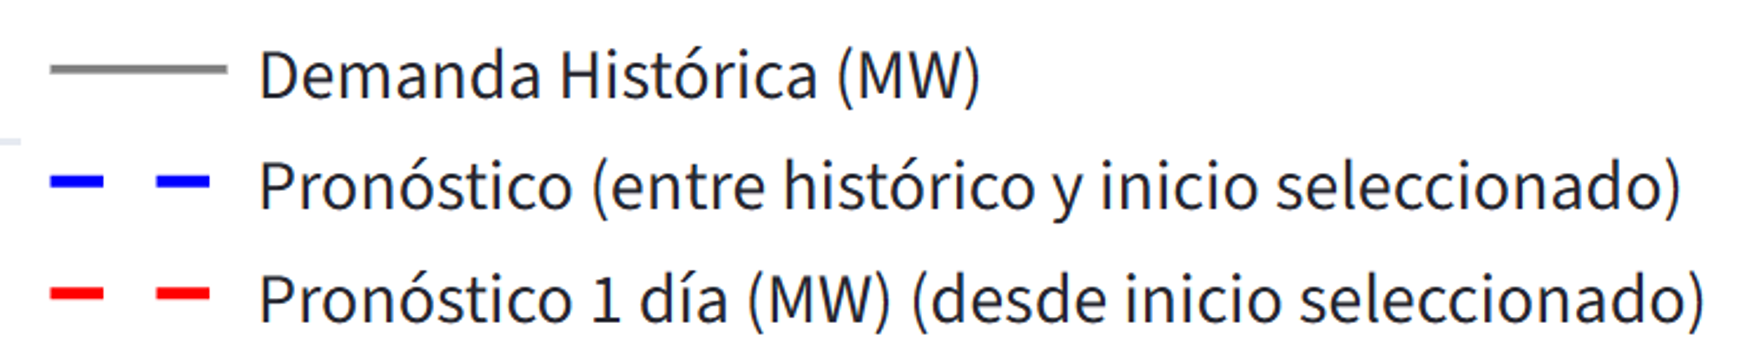 Demanda Histórica (MW)
Pronóstico (entre histórico y inicio seleccionado)
Pronóstico 1 día (MW) (desde inicio seleccionado)